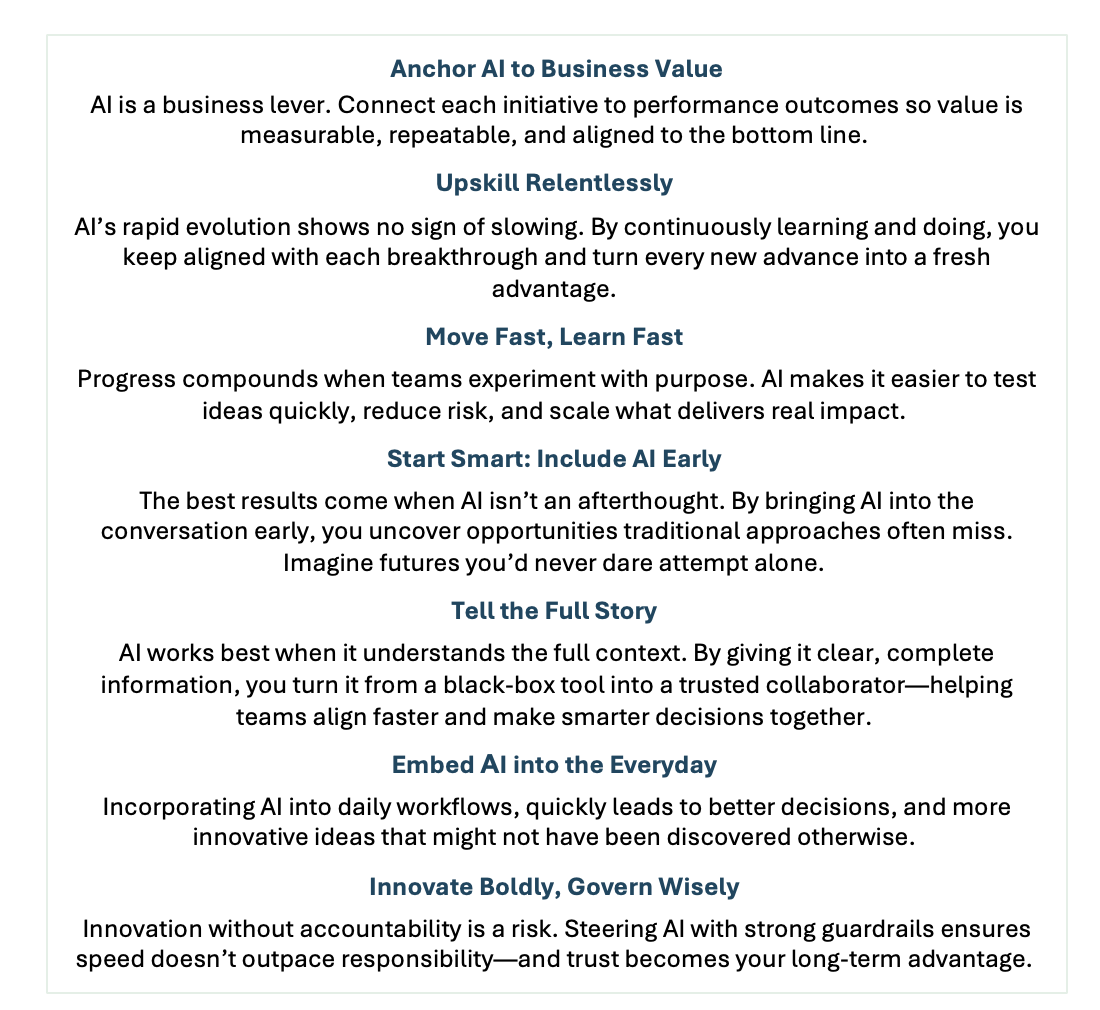 Anchor AI to Business Value
AI is a business lever. Connect each initiative to performance outcomes so value is
measurable, repeatable, and aligned to the bottom line.
Upskill Relentlessly
AI’s rapid evolution shows no sign of slowing. By continuously learning and doing, you
keep aligned with each breakthrough and turn every new advance into a fresh
advantage.
Move Fast, Learn Fast
Progress compounds when teams experiment with purpose. AI makes it easier to test
ideas quickly, reduce risk, and scale what delivers real impact.
Start Smart: Include AI Early
The best results come when AI isn’t an afterthought. By bringing AI into the
conversation early, you uncover opportunities traditional approaches often miss.
Imagine futures you’d never dare attempt alone.
Tell the Full Story
AI works best when it understands the full context. By giving it clear, complete
information, you turn it from a black-box tool into a trusted collaborator—helping
teams align faster and make smarter decisions together.
Embed AI into the Everyday
Incorporating AI into daily workflows, quickly leads to better decisions, and more
innovative ideas that might not have been discovered otherwise.
Innovate Boldly, Govern Wisely
Innovation without accountability is a risk. Steering AI with strong guardrails ensures
speed doesn’t outpace responsibility—and trust becomes your long-term advantage.